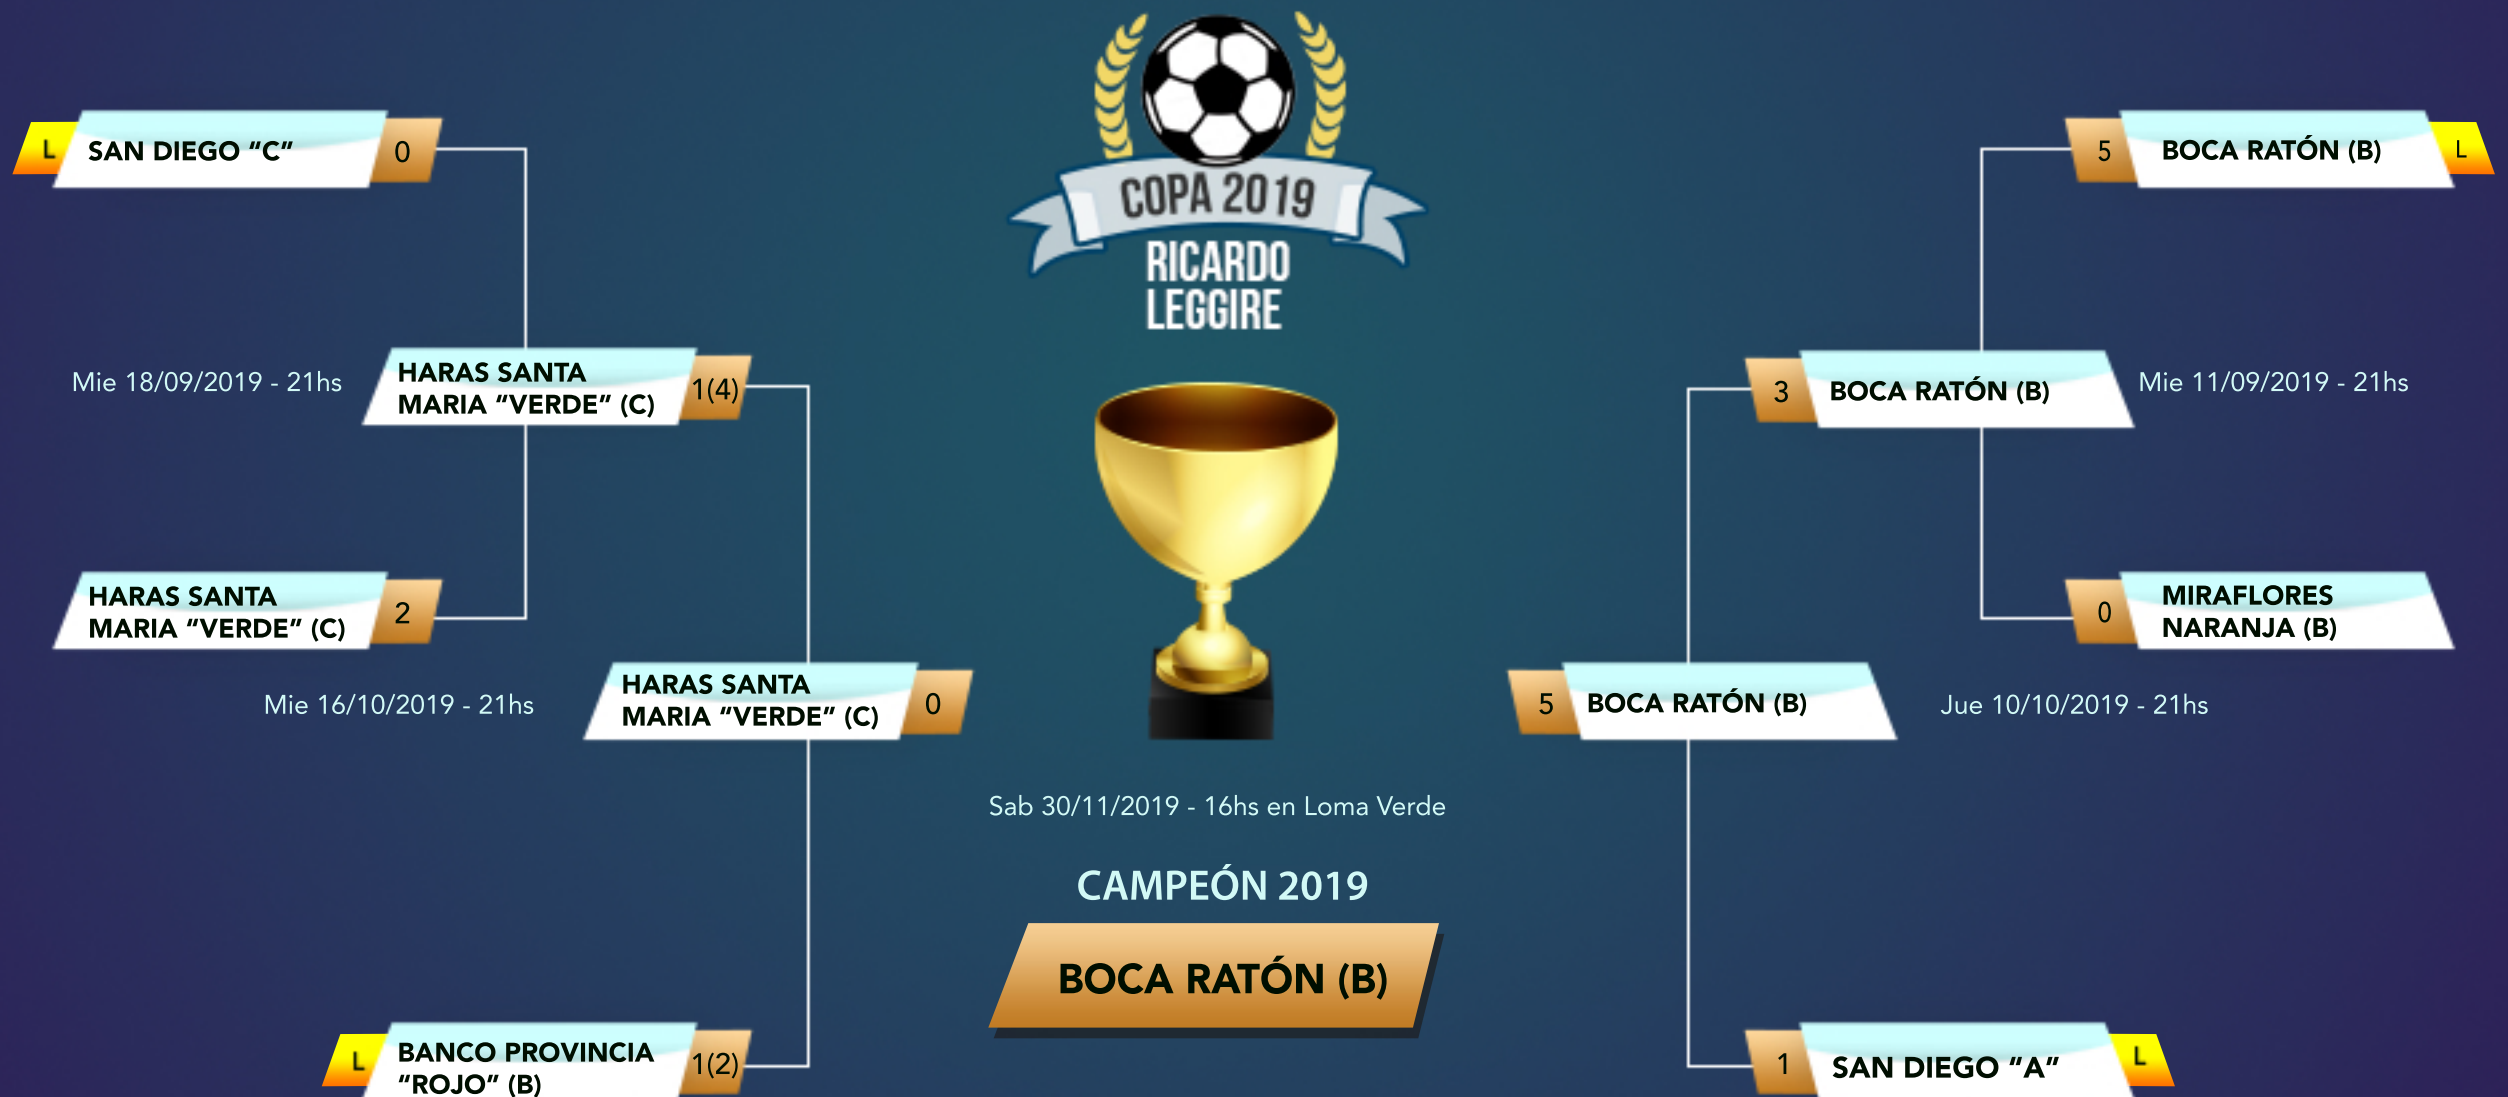 COPA 2019
RICARDO
LEGGIRE
L
SAN DIEGO “C”
0
5
BOCA RATÓN (B)
L
Mie 18/09/2019 - 21hs
HARAS SANTA
MARIA “VERDE” (C)
1(4)
3
BOCA RATÓN (B)
Mie 11/09/2019 - 21hs
HARAS SANTA
MARIA “VERDE” (C)
2
0
MIRAFLORES
NARANJA (B)
Mie 16/10/2019 - 21hs
HARAS SANTA
MARIA “VERDE” (C)
0
5
BOCA RATÓN (B)
Jue 10/10/2019 - 21hs
Sab 30/11/2019 - 16hs en Loma Verde
CAMPEÓN 2019
BOCA RATÓN (B)
L
BANCO PROVINCIA
“ROJO” (B)
1(2)
1
SAN DIEGO “A”
L